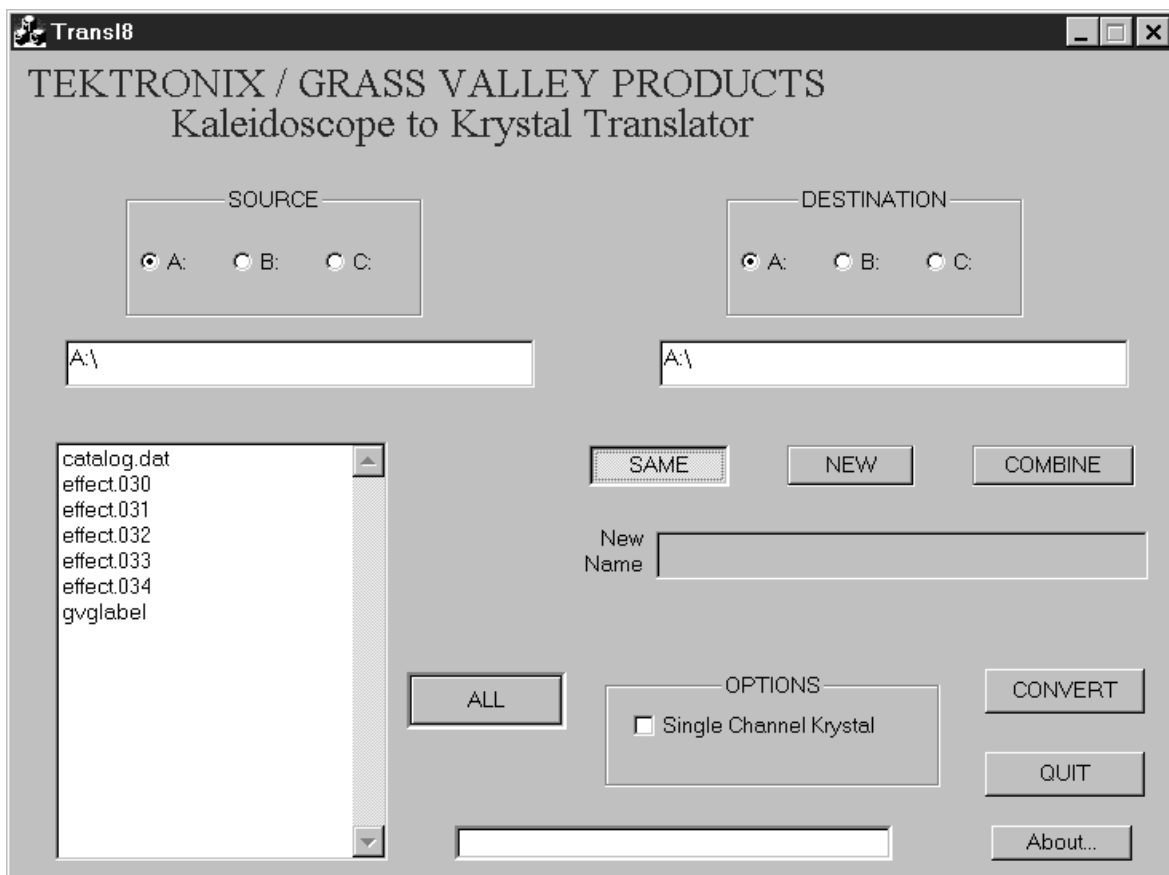 Transl8
TEKTRONIX / GRASS VALLEY PRODUCTS
Kaleidoscope to Krystal Translator
SOURCE
A: B: C:
A:\
DESTINATION
A: B: C:
A:\
catalog.dat
effect.030
effect.031
effect.032
effect.033
effect.034
gvglabel
SAME NEW COMBINE
New
Name
ALL
OPTIONS
Single Channel Krystal
CONVERT
QUIT
About...